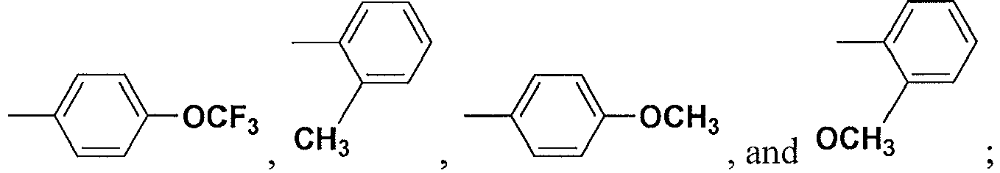 OCF3 , CH3 , OCH3 , and OCH3 ;